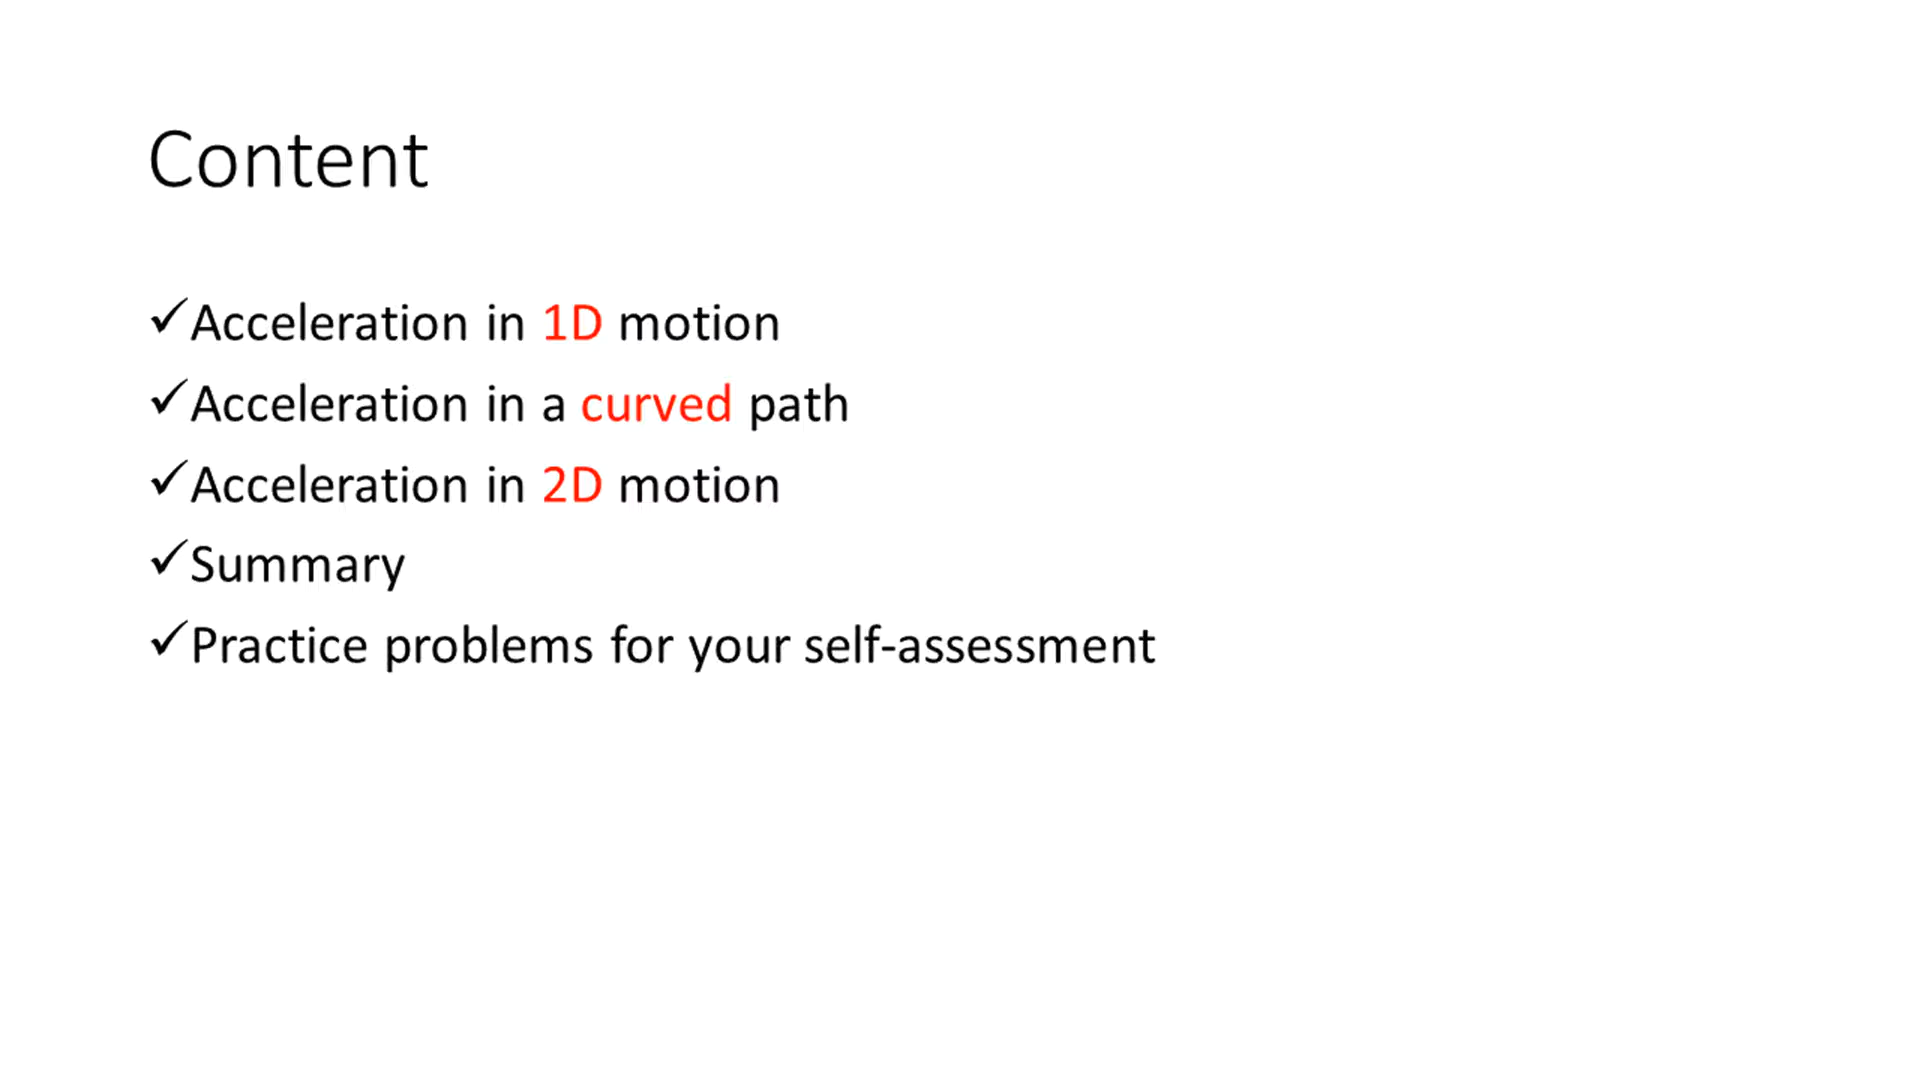 Content
✓Acceleration in 1D motion
✓Acceleration in a curved path
✓Acceleration in 2D motion
✓Summary
✓Practice problems for your self-assessment